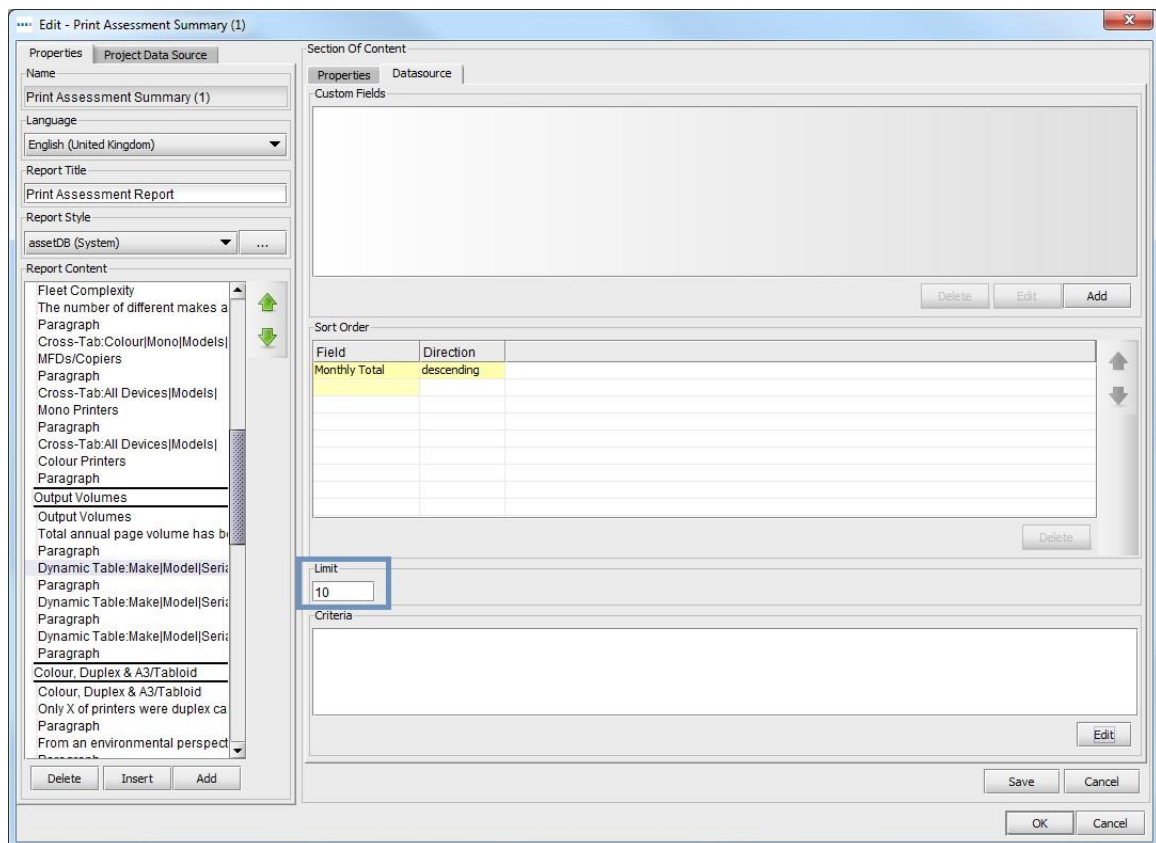 Edit - Print Assessment Summary (1)
Properties
Project Data Source
Name
Print Assessment Summary (1)
Language
English (United Kingdom)
Report Title
Print Assessment Report
Report Style
assetDB (System)
...
Report Content
Fleet Complexity
The number of different makes a
Paragraph
Cross-Tab:Colour|Mono|Models|
MFDs/Copiers
Paragraph
Cross-Tab:All Devices|Models|
Mono Printers
Paragraph
Cross-Tab:All Devices|Models|
Colour Printers
Paragraph
Output Volumes
Output Volumes
Total annual page volume has b
Paragraph
Dynamic Table:Make|Model|Seria
Paragraph
Dynamic Table:Make|Model|Seria
Paragraph
Dynamic Table:Make|Model|Seria
Paragraph
Colour, Duplex & A3/Tabloid
Colour, Duplex & A3/Tabloid
Only X of printers were duplex ca
Paragraph
From an environmental perspect
Paragraph
Delete Insert Add
Section Of Content
Properties Datasource
Custom Fields
Delete Edit Add
Sort Order
Field Direction
Monthly Total descending
Delete
Limit
10
Criteria
Edit
Save Cancel
OK Cancel